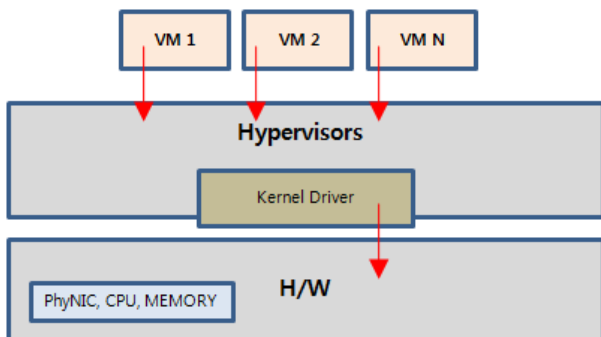 VM 1
VM 2
VM N
Hypervisors
Kernel Driver
H/W
PhyNIC, CPU, MEMORY